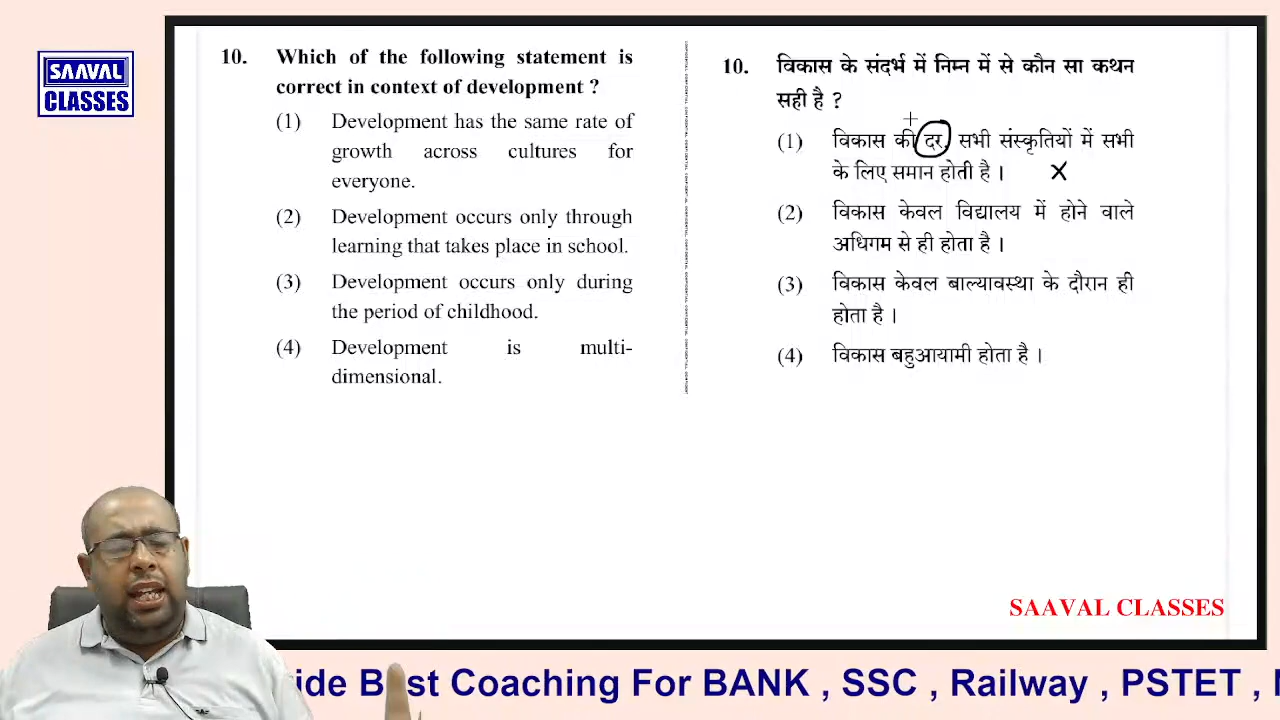 SAAVAL
CLASSES
10. Which of the following statement is
correct in context of development ?
(1) Development has the same rate of
growth across cultures for
everyone.
(2) Development occurs only through
learning that takes place in school.
(3) Development occurs only during
the period of childhood.
(4) Development is multi-
dimensional.
10. विकास के संदर्भ में निम्न में से कौन सा कथन
सही है ?
(1) विकास की दर सभी संस्कृतियों में सभी
के लिए समान होती है । X
(2) विकास केवल विद्यालय में होने वाले
अधिगम से ही होता है ।
(3) विकास केवल बाल्यावस्था के दौरान ही
होता है ।
(4) विकास बहुआयामी होता है ।
SAAVAL CLASSES
ide B st Coaching For BANK , SSC , Railway , PSTET ,